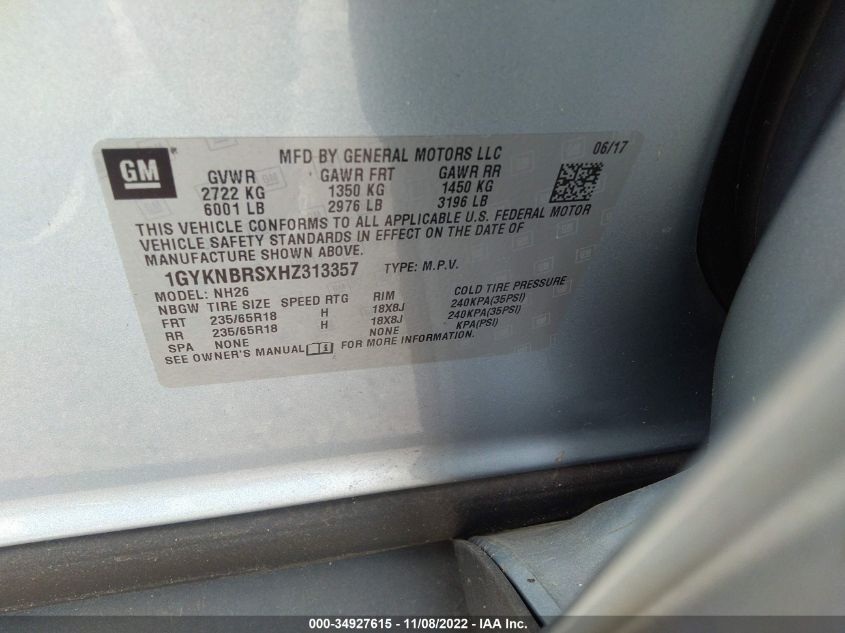 GM
MFD BY GENERAL MOTORS LLC 06/17
GVWR GAWR FRT GAWR RR
2722 KG 1350 KG 1450 KG
6001 LB 2976 LB 3196 LB
THIS VEHICLE CONFORMS TO ALL APPLICABLE U.S. FEDERAL MOTOR
VEHICLE SAFETY STANDARDS IN EFFECT ON THE DATE OF
MANUFACTURE SHOWN ABOVE.
1GYKNBRSXHZ313357 TYPE: M.P.V.
MODEL: NH26
NBGW TIRE SIZE SPEED RTG RIM COLD TIRE PRESSURE
FRT 235/65R18 H 18X8J 240KPA(35PSI)
RR 235/65R18 H 18X8J 240KPA(35PSI)
SPA NONE NONE KPA(PSI)
SEE OWNER'S MANUAL FOR MORE INFORMATION.
000-34927615 - 11/08/2022 - IAA Inc.